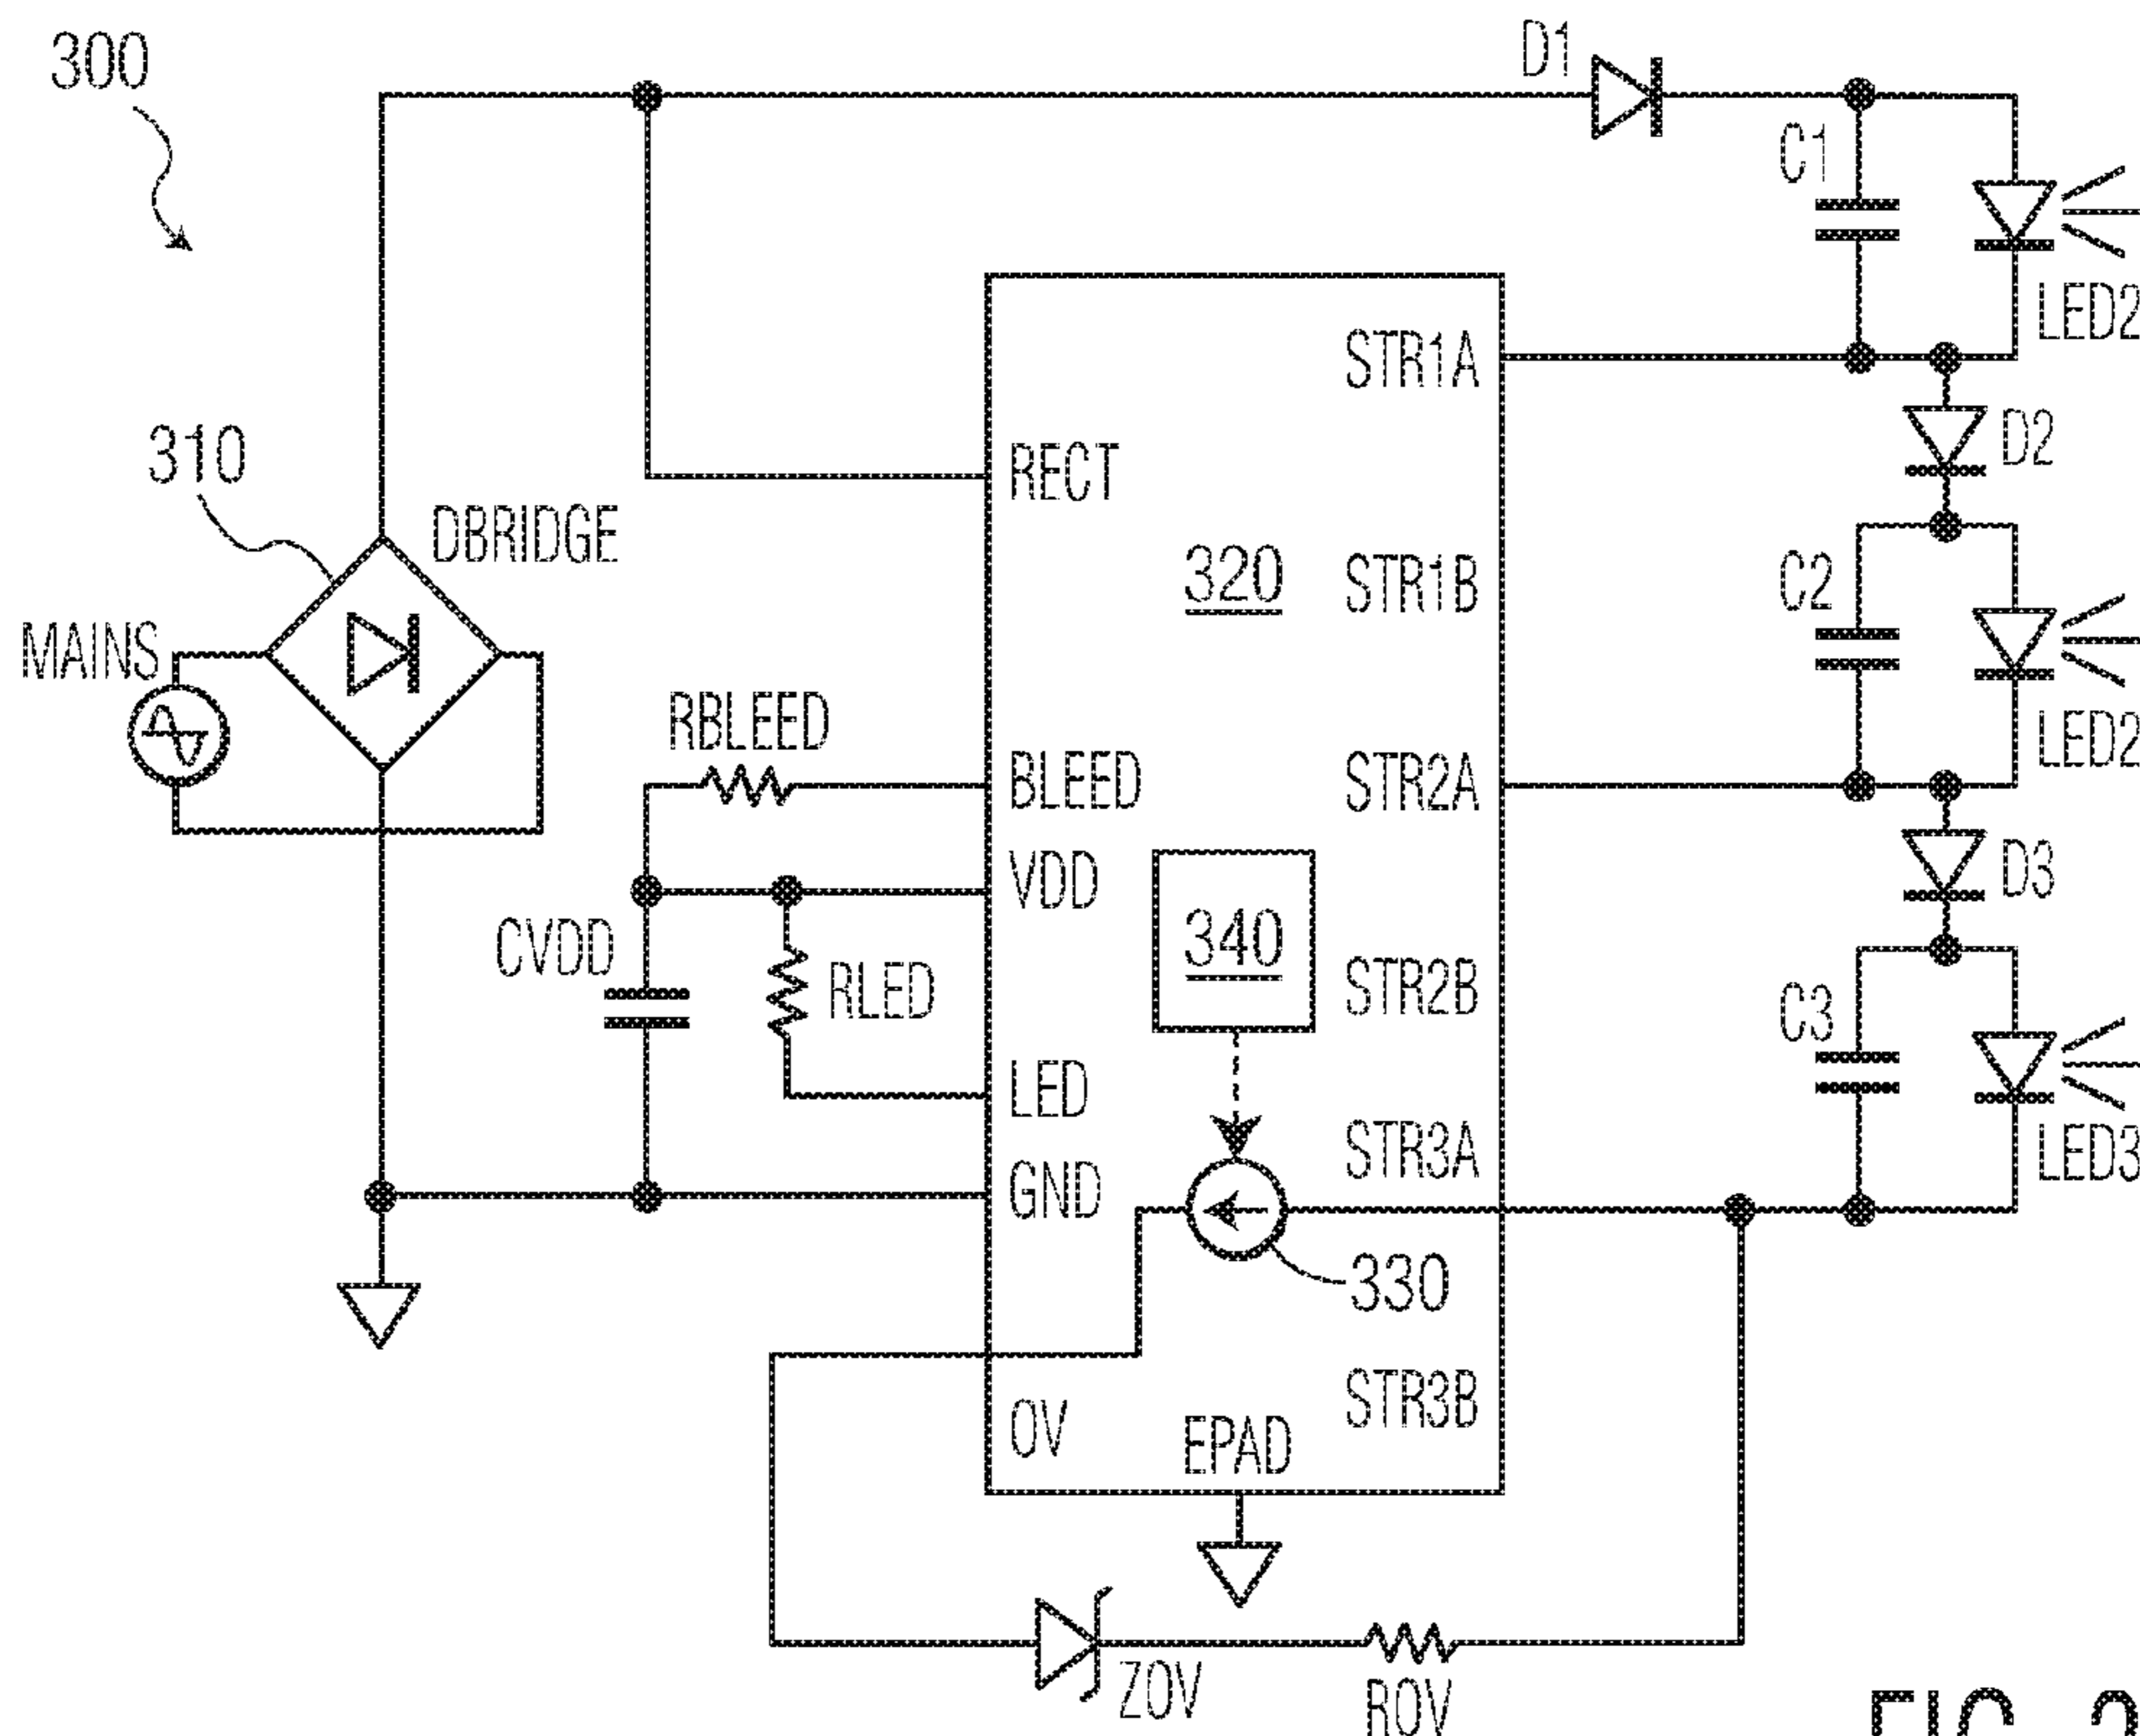 300
D1
C1
LED2
STR1A
D2
RECT
310
DBRIDGE
320
STR1B
C2
MAINS
LED2
RBLEED
BLEED
STR2A
VDD
D3
340
CVDD
RLED
STR2B
C3
LED
STR3A
LED3
GND
330
OV
STR3B
EPAD
ZOV
ROV